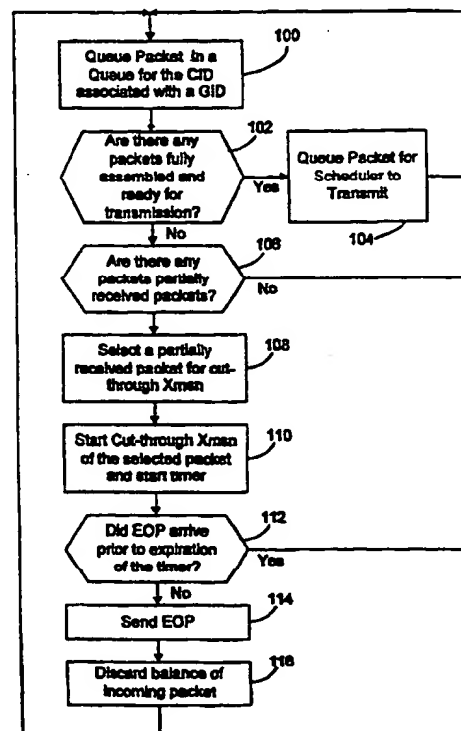 100
Queue Packet in a
Queue for the CID
associated with a GID
102
Are there any
packets fully
assembled and
ready for
transmission?
Yes
Queue Packet for
Scheduler to
Transmit
104
No
106
Are there any
packets partially
received packets?
No
108
Select a partially
received packet for cut-
through Xmsn
110
Start Cut-through Xmsn
of the selected packet
and start timer
112
Did EOP arrive
prior to expiration
of the timer?
Yes
No
114
Send EOP
116
Discard balance of
incoming packet